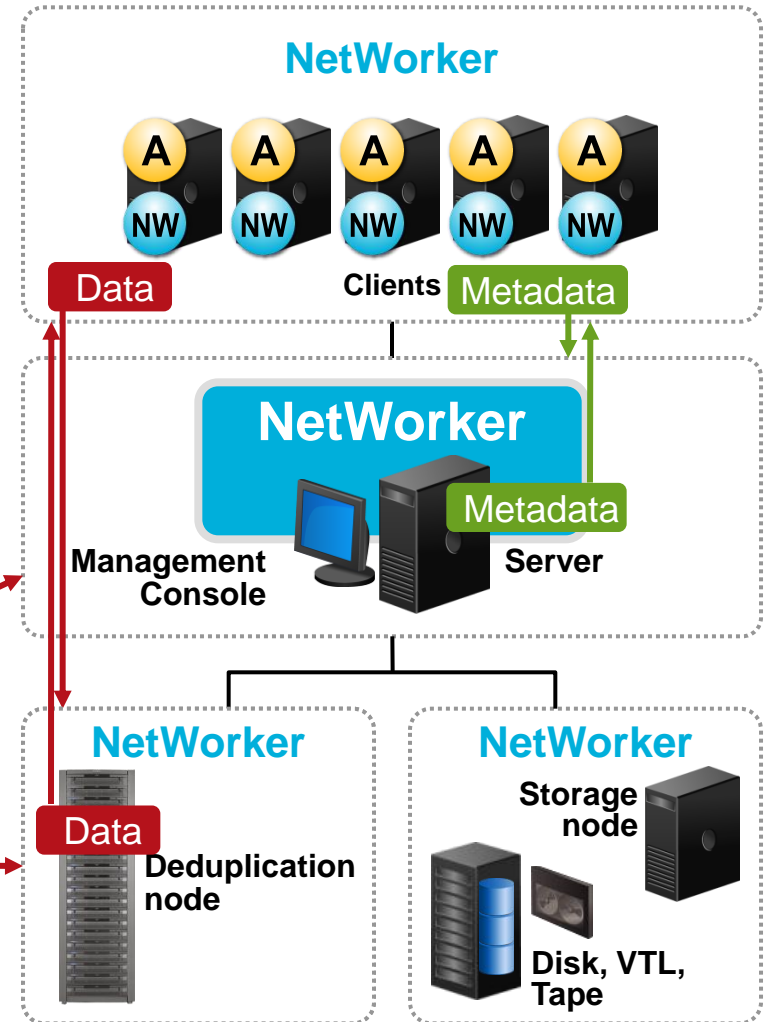 NetWorker
A A A A A
NW NW NW NW NW
Data
Clients
Metadata
NetWorker
Metadata
Management
Console
Server
NetWorker
Data
Deduplication
node
NetWorker
Storage
node
Disk, VTL,
Tape